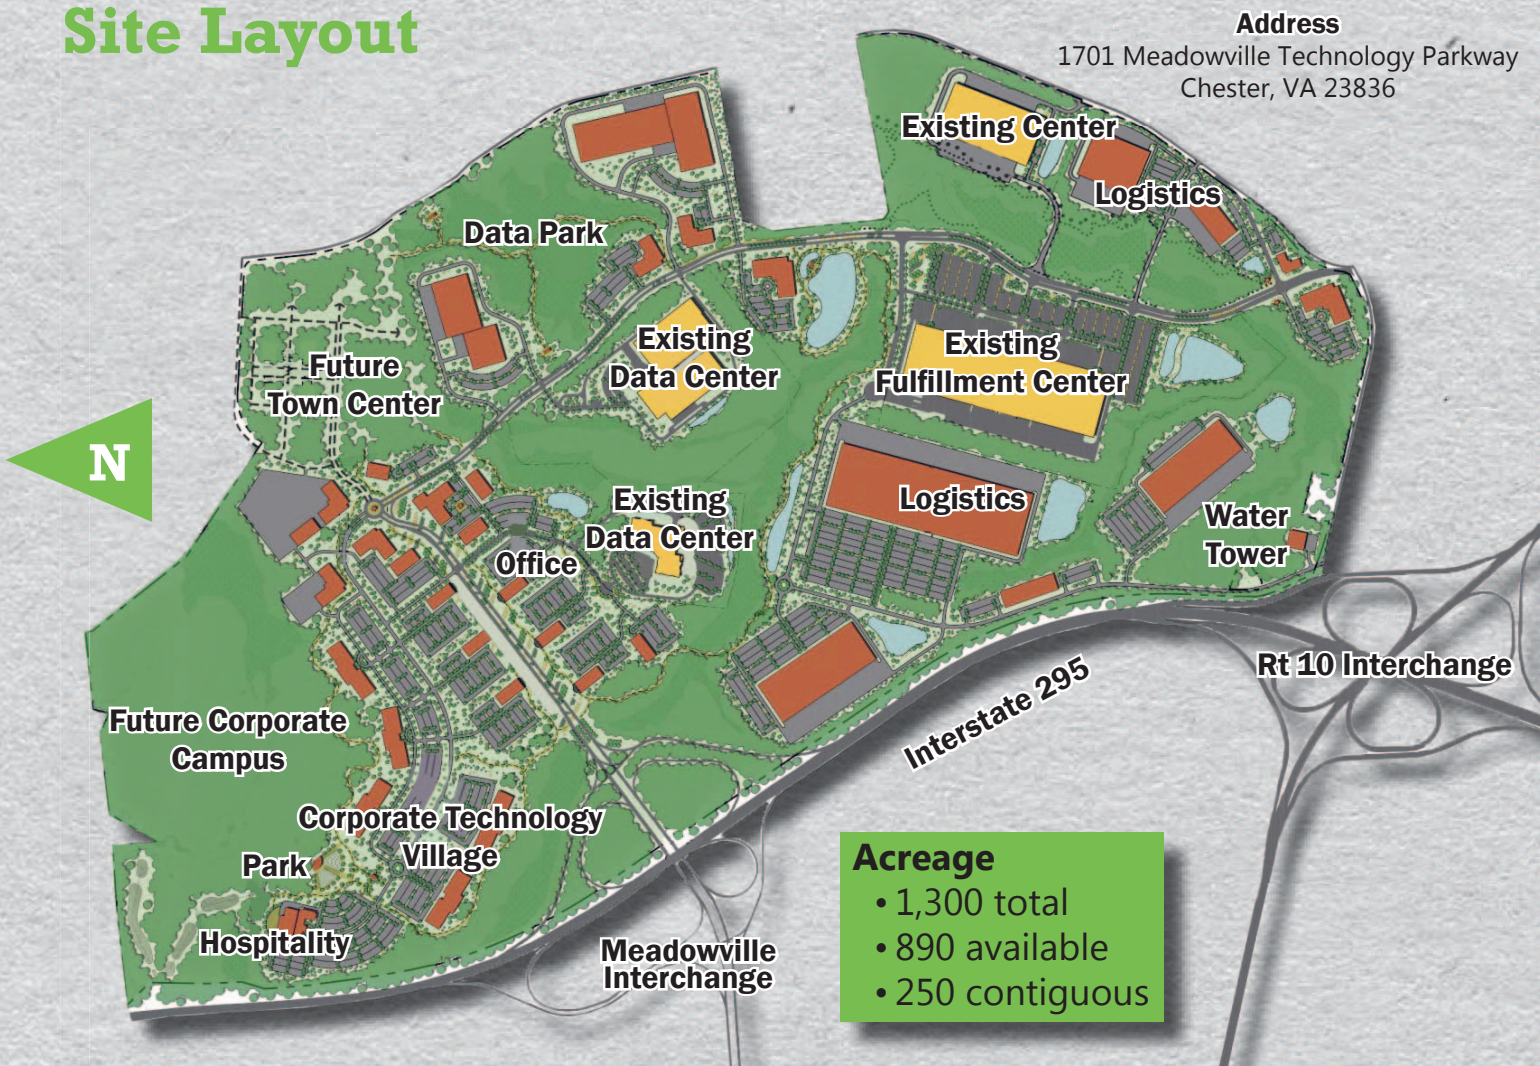 Site Layout
Address
1701 Meadowville Technology Parkway
Chester, VA 23836
Existing Center
Logistics
Data Park
Existing
Data Center
Existing
Fulfillment Center
Future
Town Center
N
Existing
Data Center
Logistics
Water
Tower
Office
Rt 10 Interchange
Interstate 295
Future Corporate
Campus
Corporate Technology
Village
Park
Hospitality
Meadowville
Interchange
Acreage
• 1,300 total
• 890 available
• 250 contiguous